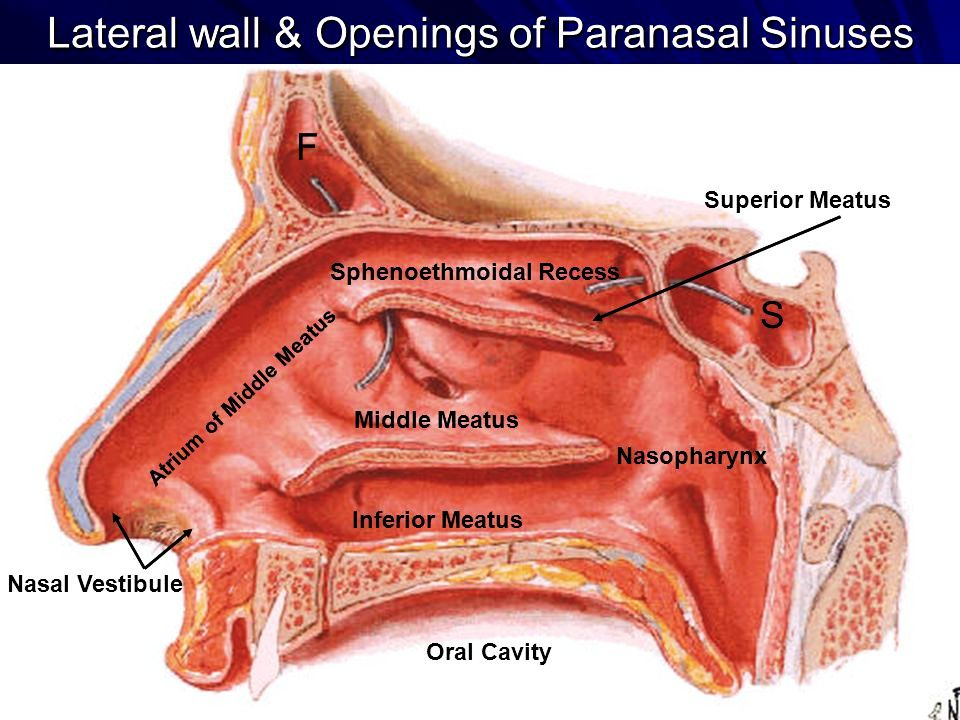 Lateral wall & Openings of Paranasal Sinuses
F
Superior Meatus
Sphenoethmoidal Recess
S
Atrium of Middle Meatus
Middle Meatus
Nasopharynx
Inferior Meatus
Nasal Vestibule
Oral Cavity